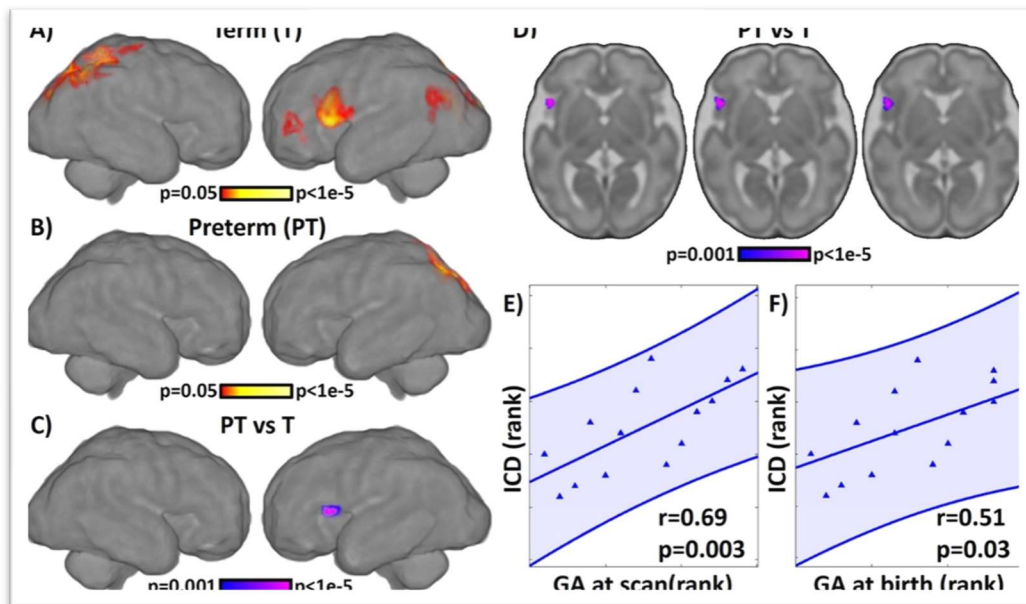 A)
Term (T)
p=0.05 p<1e-5
B)
Preterm (PT)
p=0.05 p<1e-5
C)
PT vs T
p=0.001 p<1e-5
D)
PT vs T
p=0.001 p<1e-5
E)
ICD (rank)
r=0.69
p=0.003
GA at scan(rank)
F)
ICD (rank)
r=0.51
p=0.03
GA at birth (rank)